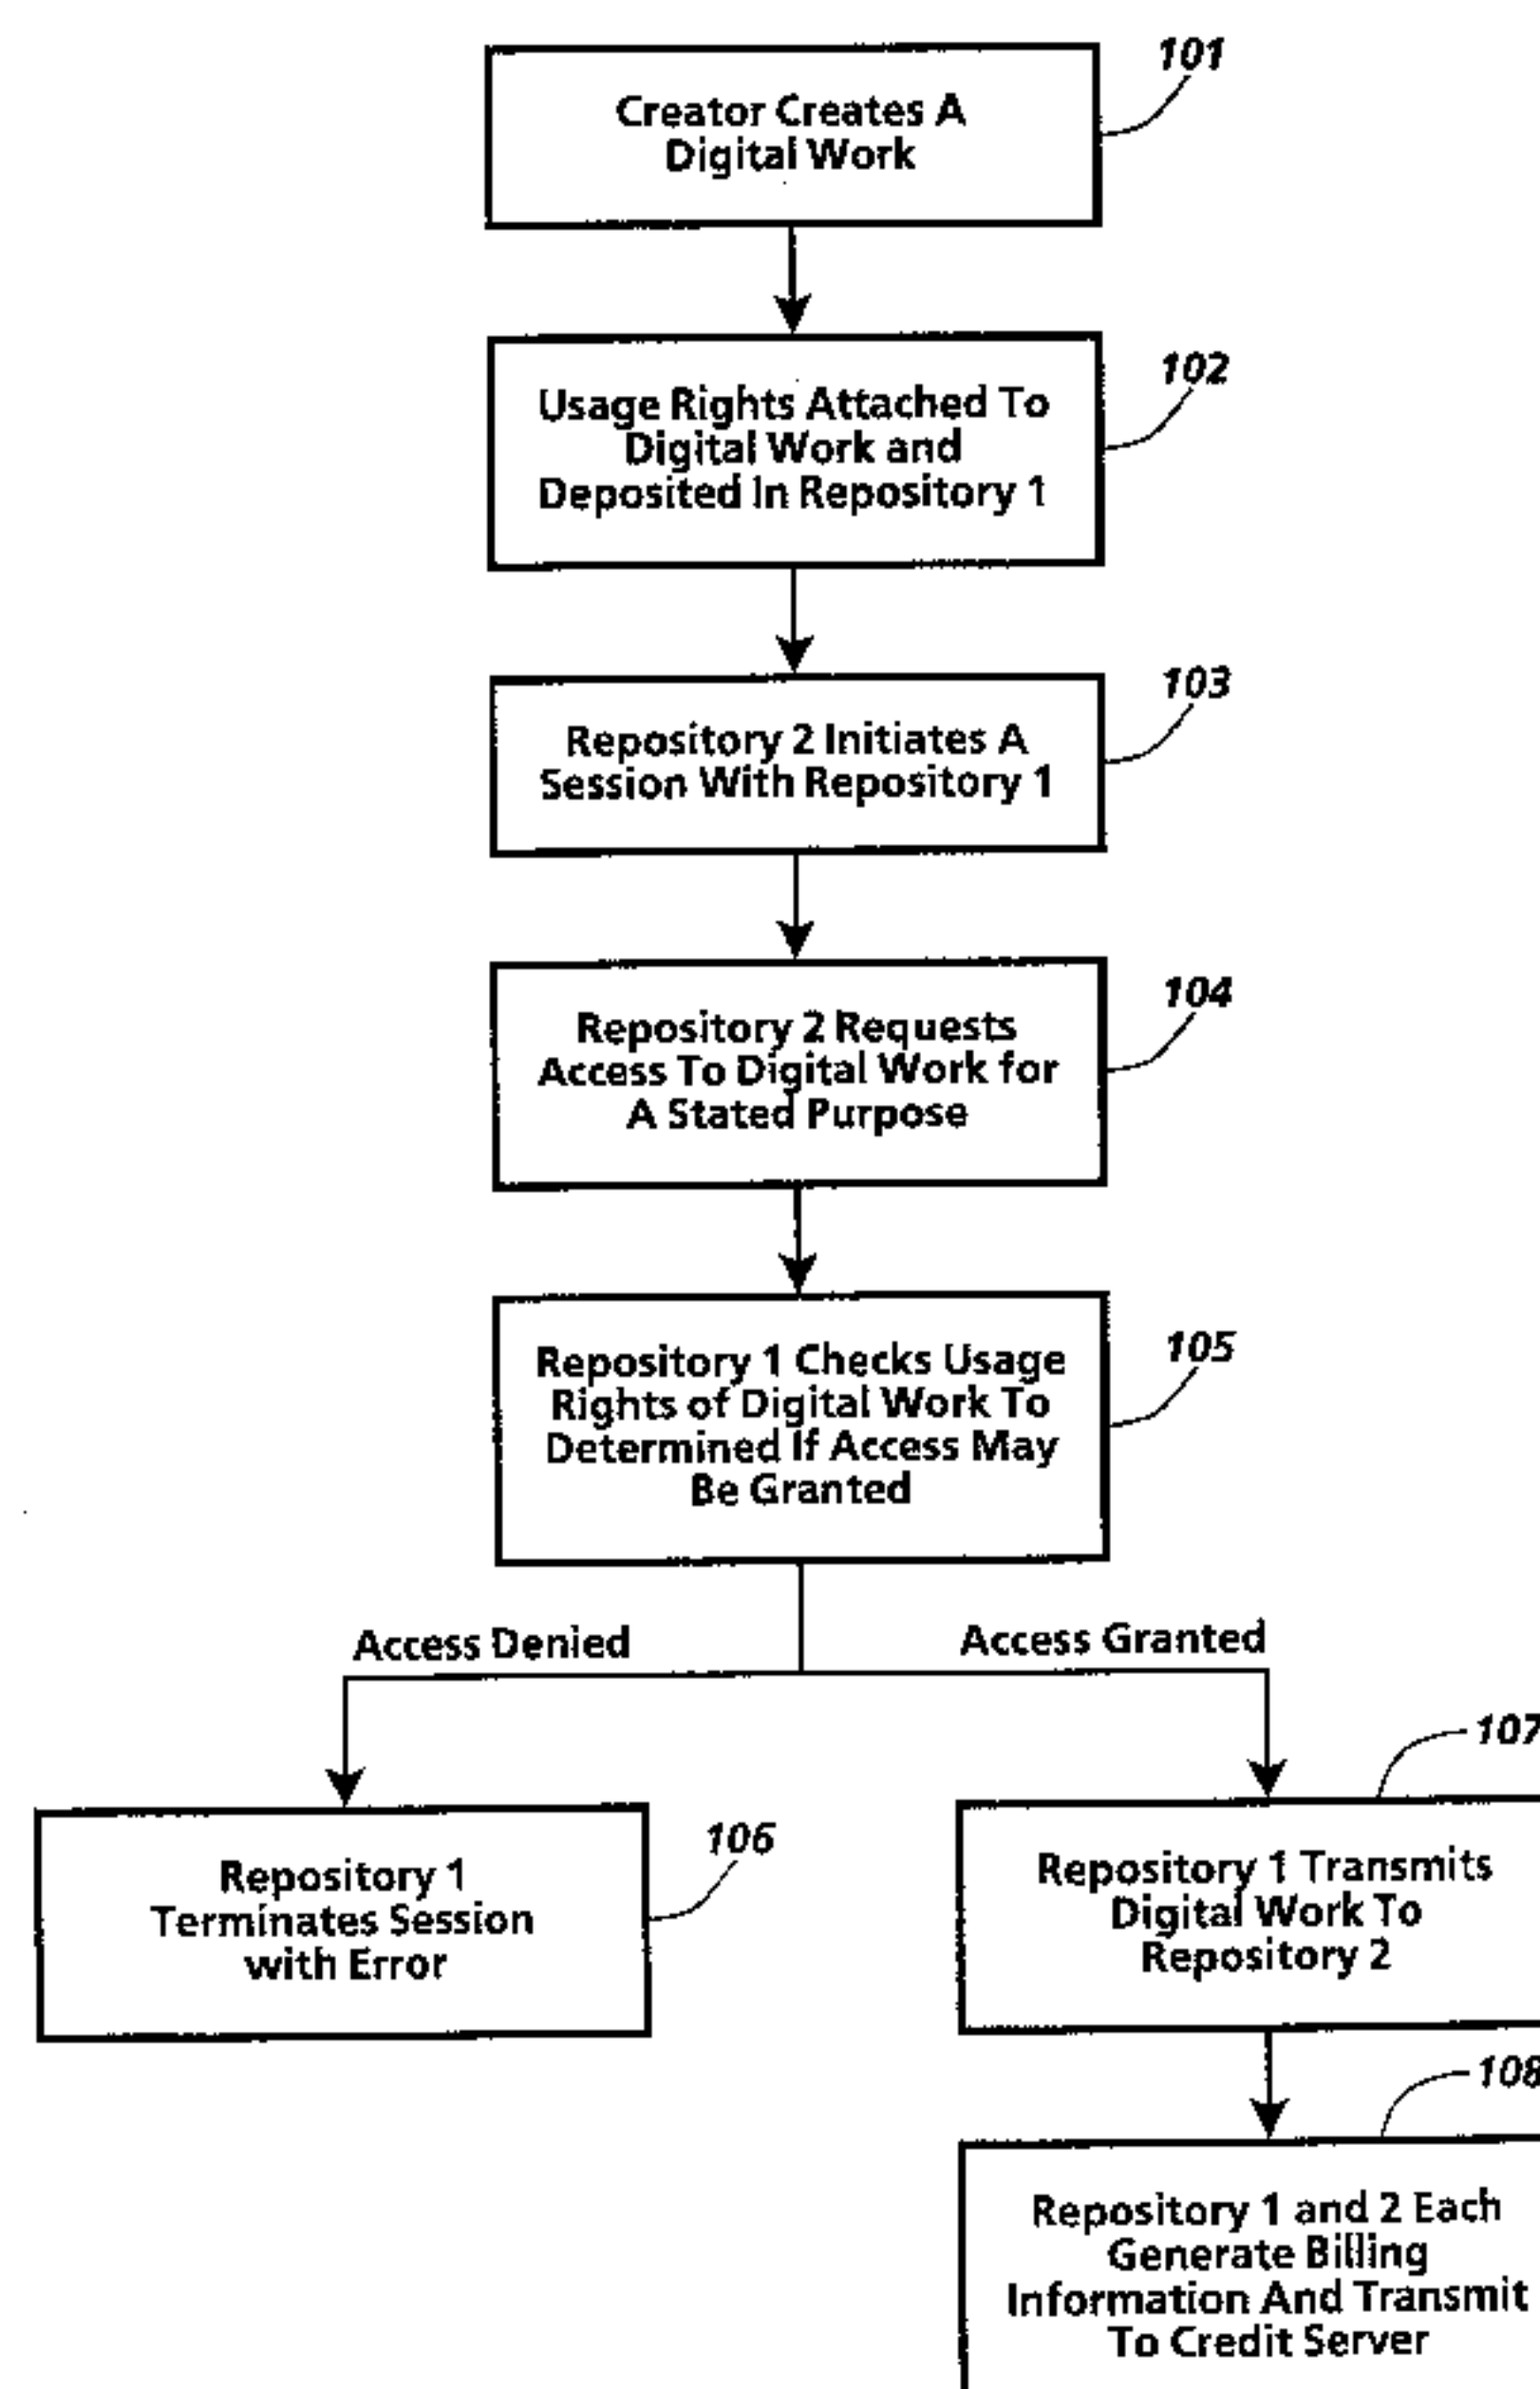 101
Creator Creates A
Digital Work
102
Usage Rights Attached To
Digital Work and
Deposited In Repository 1
103
Repository 2 Initiates A
Session With Repository 1
104
Repository 2 Requests
Access To Digital Work for
A Stated Purpose
105
Repository 1 Checks Usage
Rights of Digital Work To
Determined If Access May
Be Granted
Access Denied
Access Granted
107
106
Repository 1
Terminates Session
with Error
Repository 1 Transmits
Digital Work To
Repository 2
108
Repository 1 and 2 Each
Generate Billing
Information And Transmit
To Credit Server